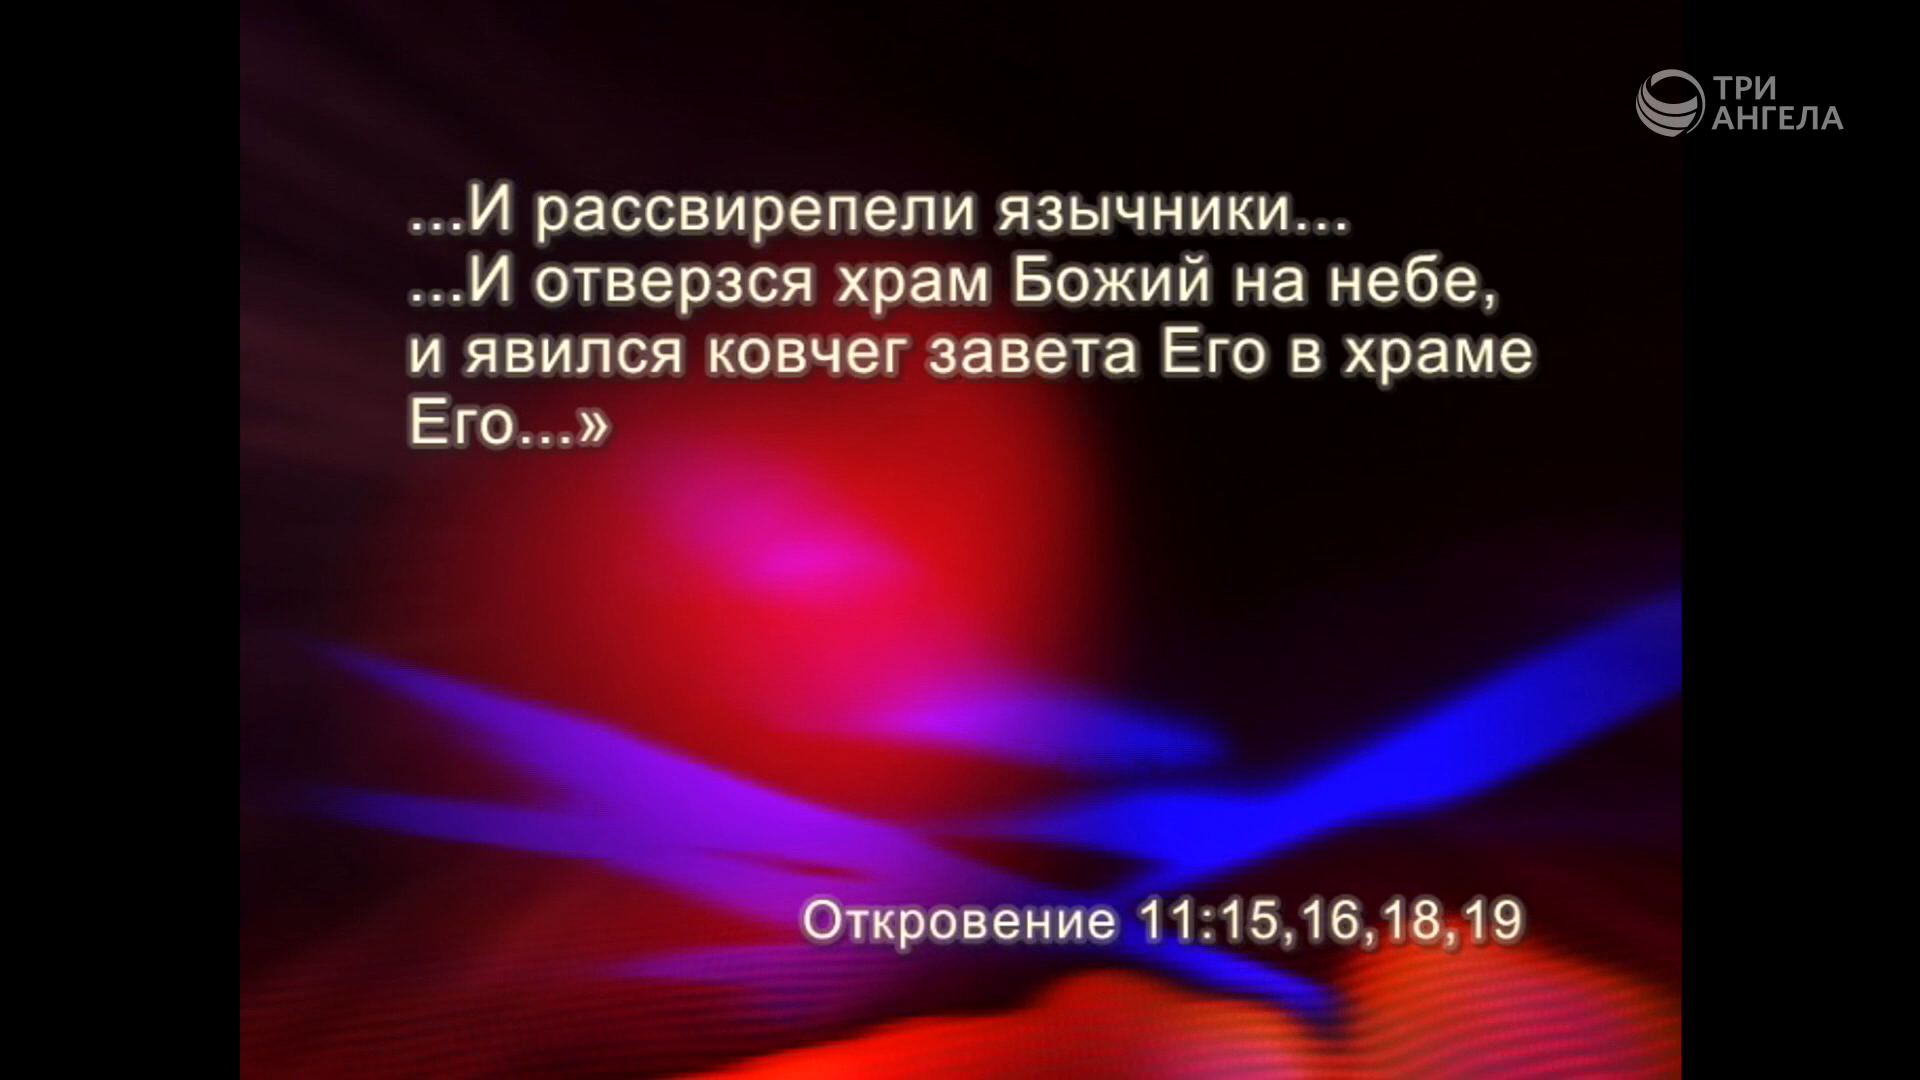 ТРИ
АНГЕЛА
...И рассвирепели язычники...
...И отверзся храм Божий на небе,
и явился ковчег завета Его в храме
Его...»
Откровение 11:15,16,18,19